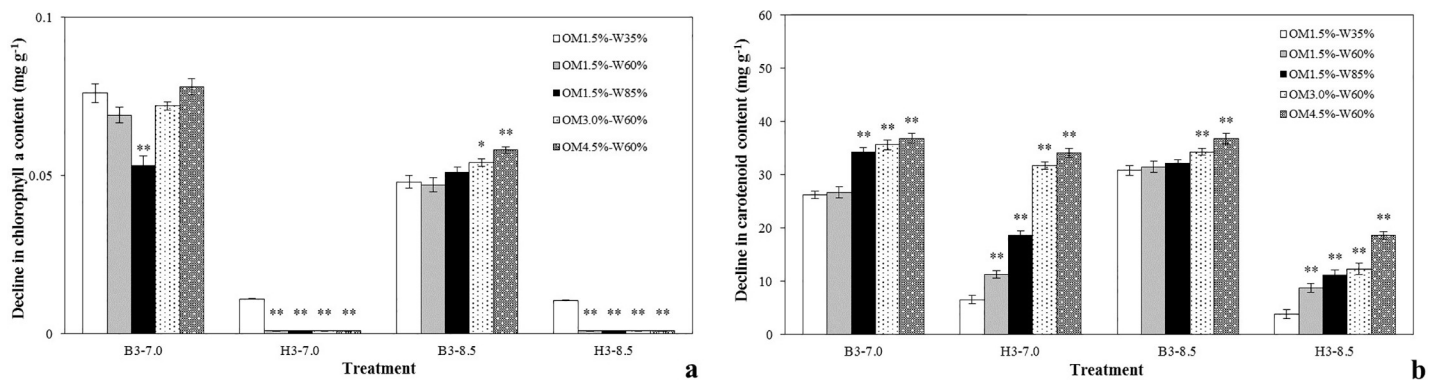 Decline in chlorophyll a content (mg g-1)
0.1
0.05
0
OM1.5%-W35%
OM1.5%-W60%
OM1.5%-W85%
OM3.0%-W60%
OM4.5%-W60%
**
** ** ** **
*
**
** ** ** **
B3-7.0 H3-7.0 B3-8.5 H3-8.5
Treatment
a
Decline in carotenoid content (mg g-1)
60
50
40
30
20
10
0
OM1.5%-W35%
OM1.5%-W60%
OM1.5%-W85%
OM3.0%-W60%
OM4.5%-W60%
** ** **
** ** ** **
** **
** ** ** **
B3-7.0 H3-7.0 B3-8.5 H3-8.5
Treatment
b